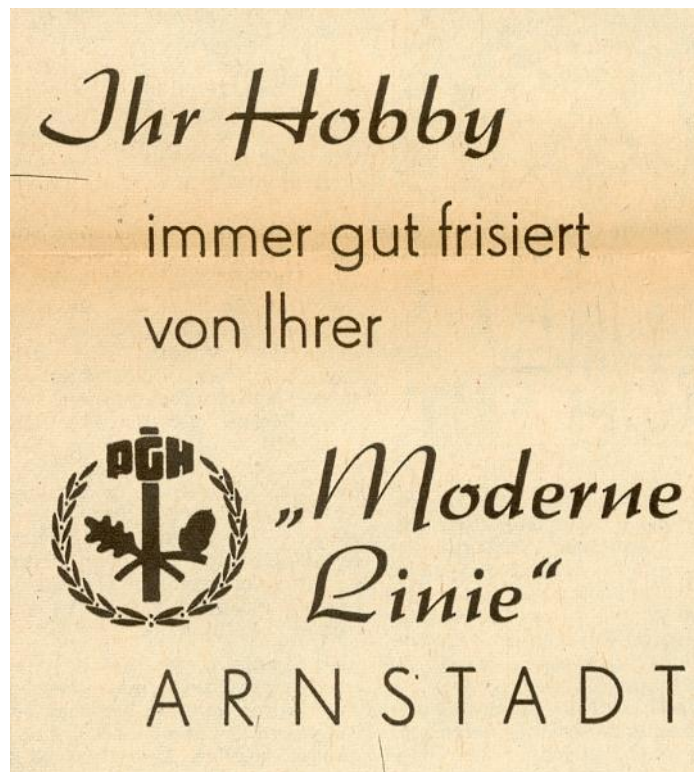 Ihr Hobby
immer gut frisiert
von Ihrer
PGH
„Moderne
Linie“
ARNSTADT